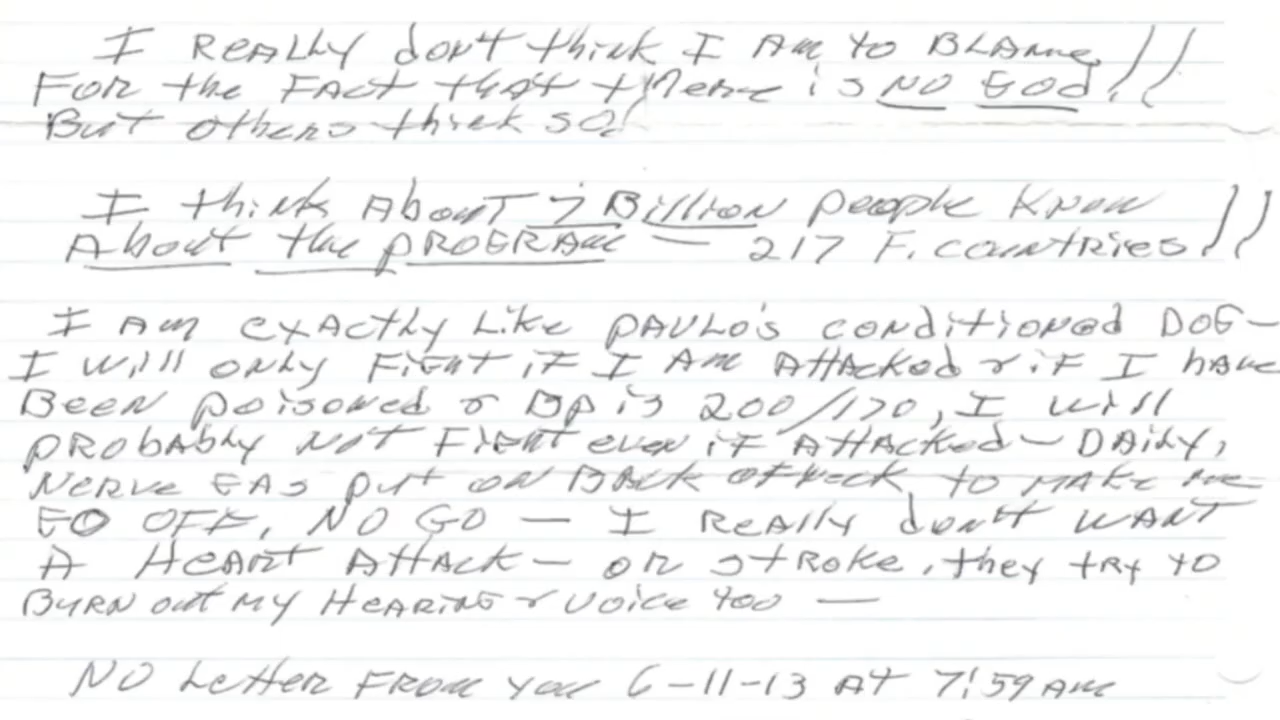 I REALLY don't think I AM to BLAme,!!
FOR the FACT that there is NO GOD!!
But others think so!
I think About 7 Billion people Know
About the PROGRAM — 217 F. COUNTRIES!!
I AM exActly Like PAVLO's conditioned DOG—
I will ONLY FIGHT iF I AM AttAcked & iF I hAve
Been poisoned & BP is 200/170, I will
PROBAbly NOT FIGHT even iF AttAcked — DAily,
NERVE GAS put ON BACK oF neck to MAKE me
GO OFF, NO GO — I REAlly don't WANT
A HeART ATTACK — OR STROKE, they try to
BURN out MY HeARING & voice too —
NO Letter FROM you 6-11-13 AT 7:59 AM